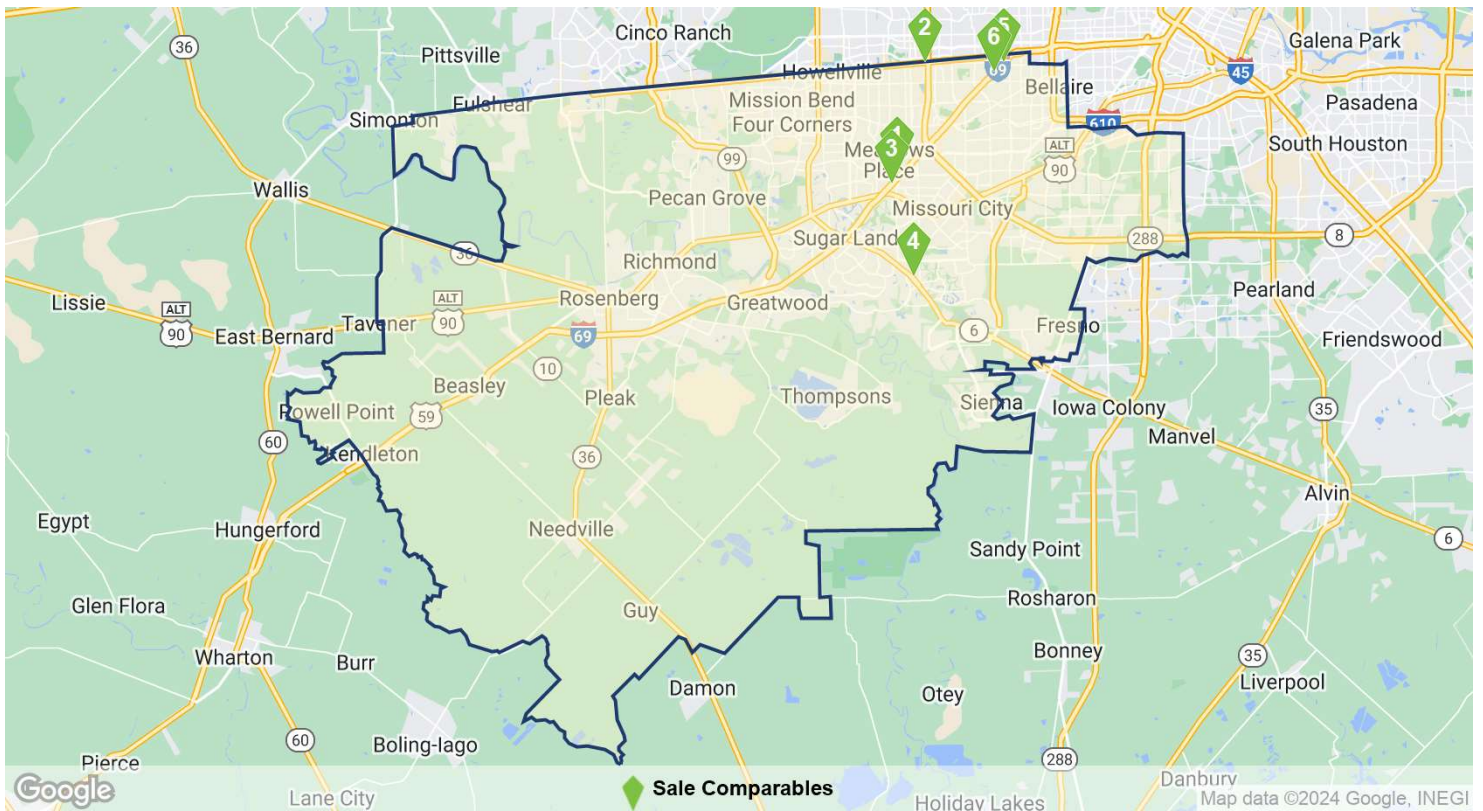 Cinco Ranch
Galena Park
Pittsville
Howellville
Bellaire
Pasadena
Fulshear
Mission Bend
Four Corners
Simonton
South Houston
Meadows
Place
Wallis
Pecan Grove
Missouri City
Sugar Land
Richmond
Lissie
Rosenberg
Greatwood
Pearland
Tavener
Fresno
East Bernard
Friendswood
Beasley
Pleak
Thompsons
Sienna
Powell Point
Iowa Colony
Kendleton
Manvel
Alvin
Egypt
Hungerford
Needville
Sandy Point
Glen Flora
Guy
Rosharon
Wharton
Burr
Bonney
Damon
Otey
Liverpool
Boling-Iago
Pierce
Danbury
Lane City
Holiday Lakes
36
2
5
6
69
45
610
1
3
99
ALT
90
4
288
8
36
ALT
90
ALT
90
69
6
10
59
35
60
36
6
35
60
288
Google
Sale Comparables
Map data ©2024 Google, INEGI